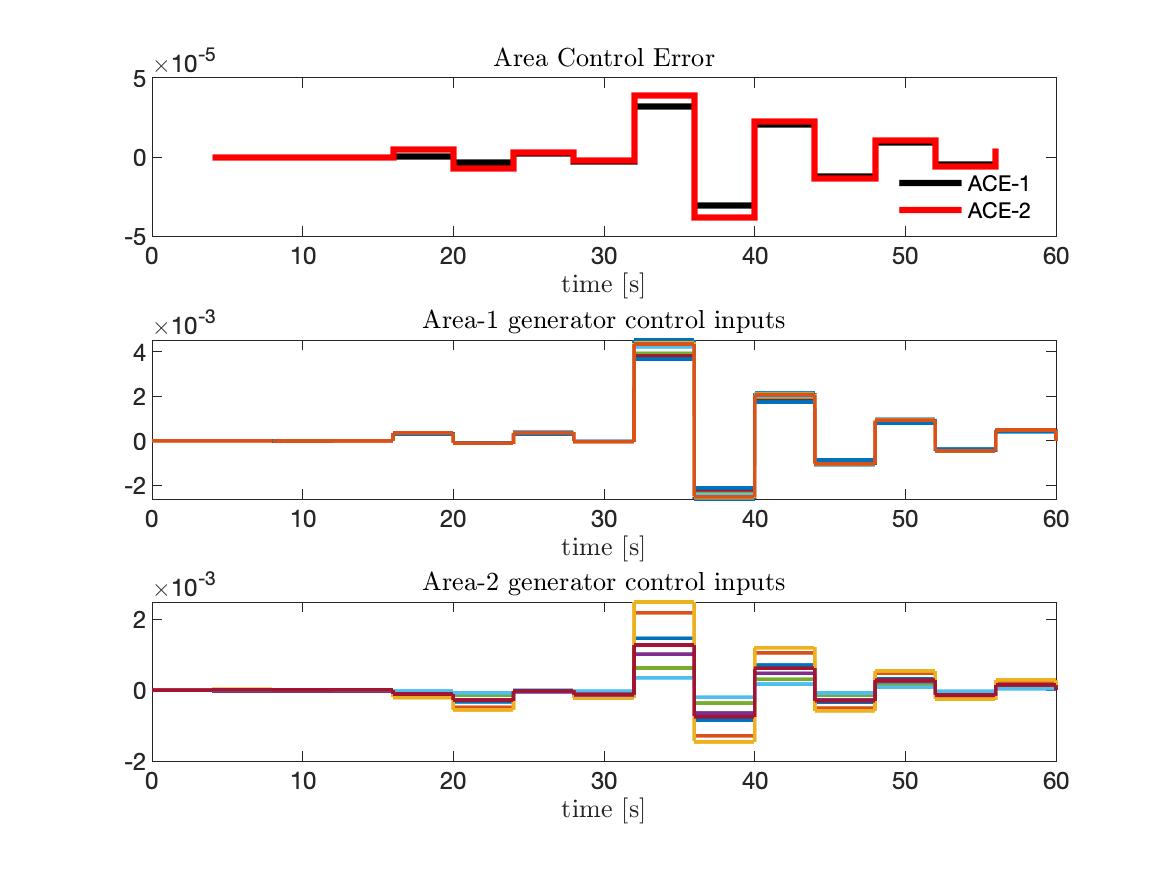 ×10-5
Area Control Error
5
0
-5
0 10 20 30 40 50 60
time [s]
ACE-1
ACE-2
×10-3
Area-1 generator control inputs
4
2
0
-2
0 10 20 30 40 50 60
time [s]
×10-3
Area-2 generator control inputs
2
0
-2
0 10 20 30 40 50 60
time [s]